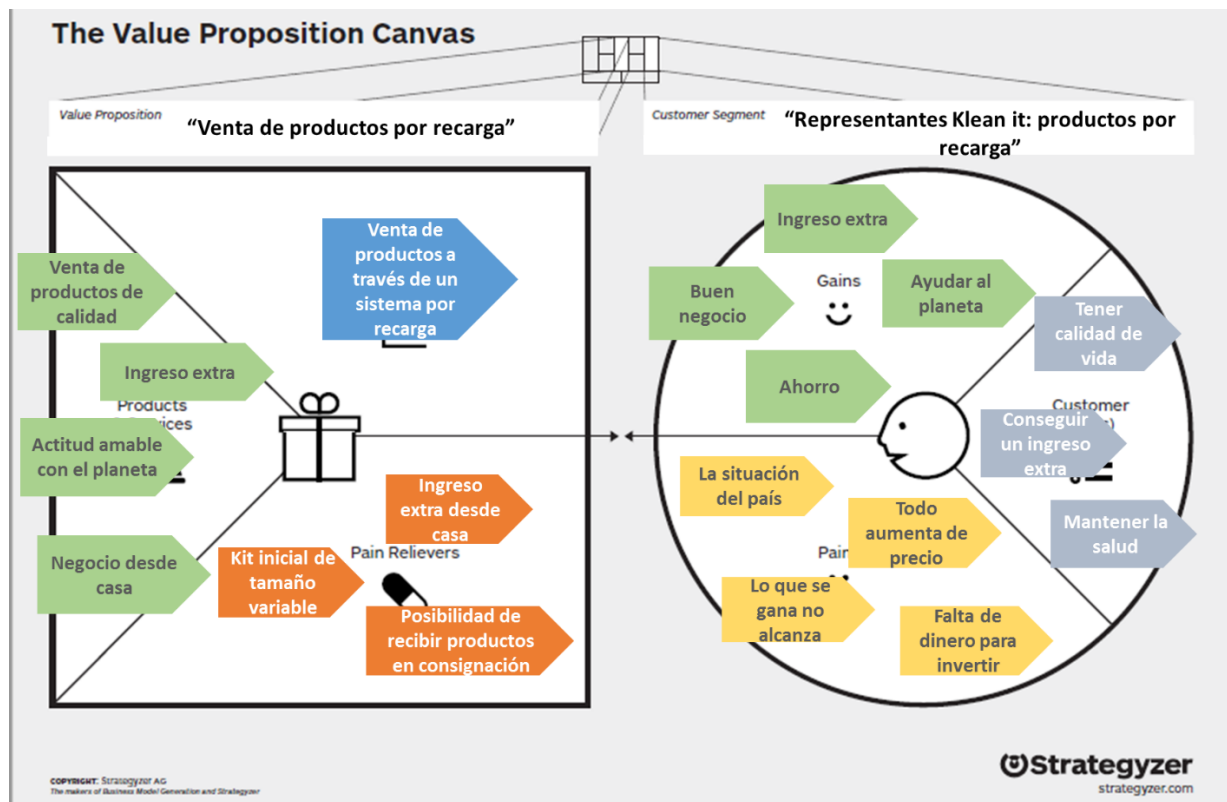 The Value Proposition Canvas
Value Proposition
“Venta de productos por recarga”
Customer Segment
“Representantes Klean it: productos por
recarga”
Venta de
productos a
través de un
sistema por
recarga
Venta de
productos de
calidad
Ingreso extra
Products
Actitud amable
con el planeta
Negocio desde
casa
Ingreso
extra desde
casa
Pain Relievers
Kit inicial de
tamaño
variable
Posibilidad de
recibir productos
en consignación
Ingreso extra
Gains
Buen
negocio
Ayudar al
planeta
Ahorro
Tener
calidad de
vida
Customer
Conseguir
un ingreso
extra
Mantener la
salud
La situación
del país
Todo
aumenta de
precio
Lo que se
gana no
alcanza
Falta de
dinero para
invertir
COPYRIGHT: Strategyzer AG
The makers of Business Model Generation and Strategyzer
Strategyzer
strategyzer.com